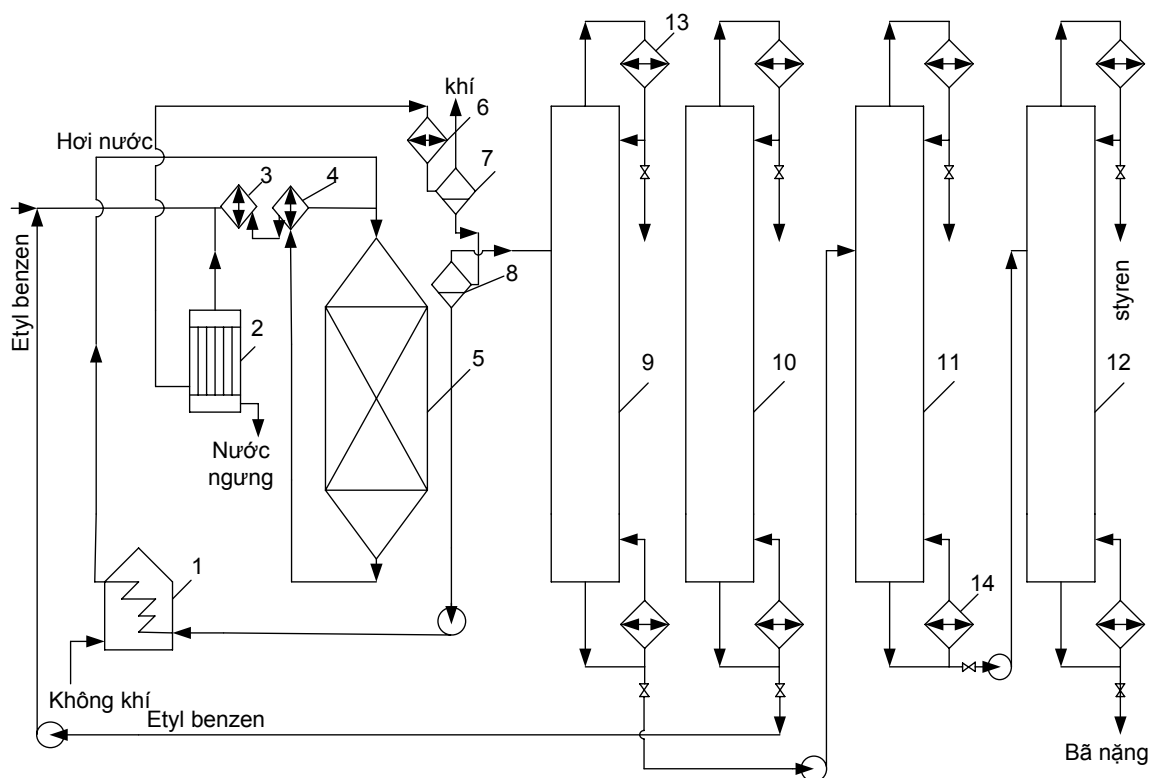 13
khí
6
Hơi nước
7
3
4
8
Etyl benzen
styren
2
5
9
10
11
12
Nước
ngưng
1
14
Không khí
Etyl benzen
Bã nặng